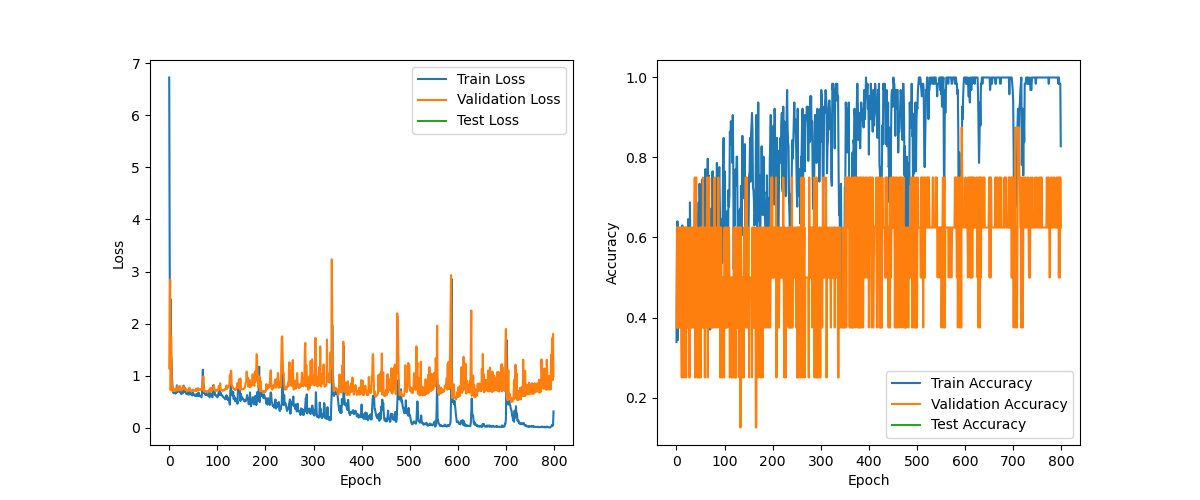 7
6
5
4
3
2
1
0
Loss
0 100 200 300 400 500 600 700 800
Epoch
Train Loss
Validation Loss
Test Loss
1.0
0.8
0.6
0.4
0.2
Accuracy
0 100 200 300 400 500 600 700 800
Epoch
Train Accuracy
Validation Accuracy
Test Accuracy